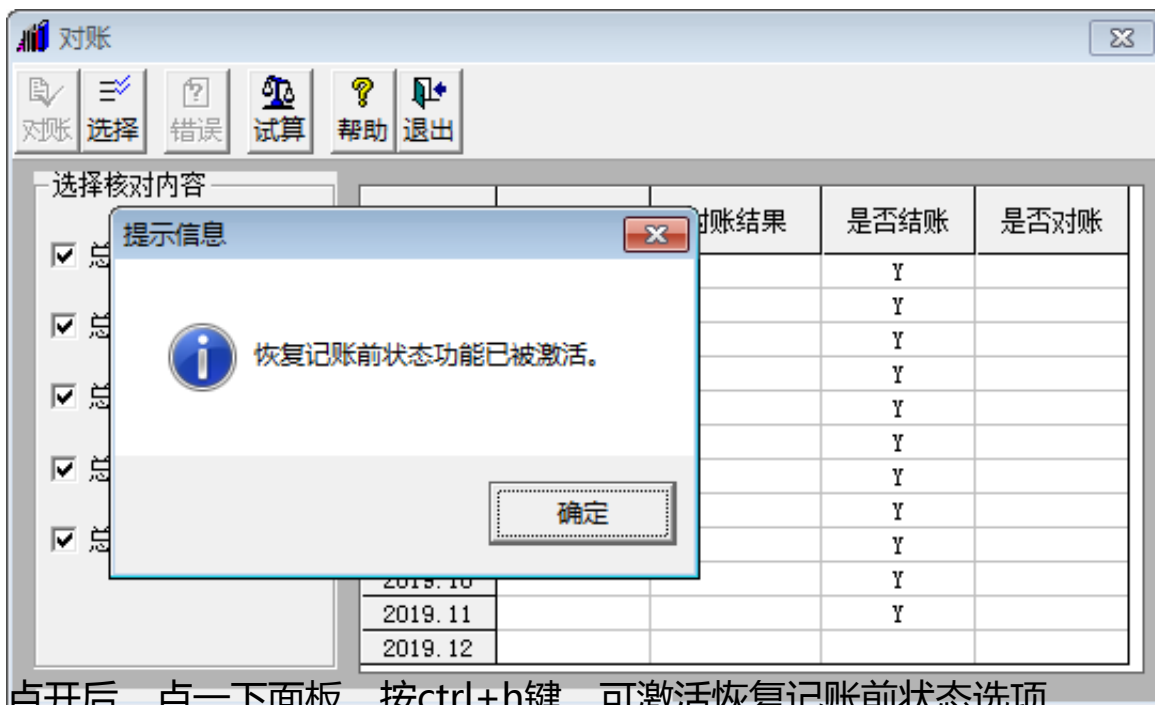 对账
对账 选择 错误 试算 帮助 退出
选择核对内容
对账结果 是否结账 是否对账
提示信息
恢复记账前状态功能已被激活。
确定
总
总
总
总
总
Y
Y
Y
Y
Y
Y
Y
Y
Y
2019.10 Y
2019.11 Y
2019.12
点开后 点一下面板 按ctrl+h键 可激活恢复记账前状态选项